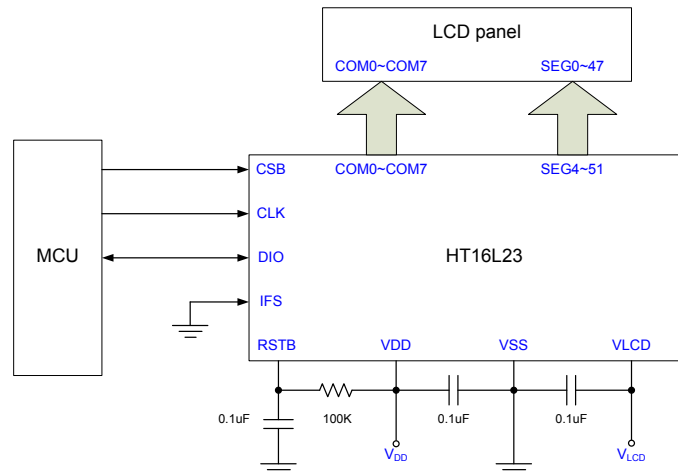 LCD panel
COM0~COM7 SEG0~47
CSB COM0~COM7 SEG4~51
CLK
MCU DIO HT16L23
IFS
RSTB VDD VSS VLCD
0.1uF 100K 0.1uF 0.1uF
VDD VLCD